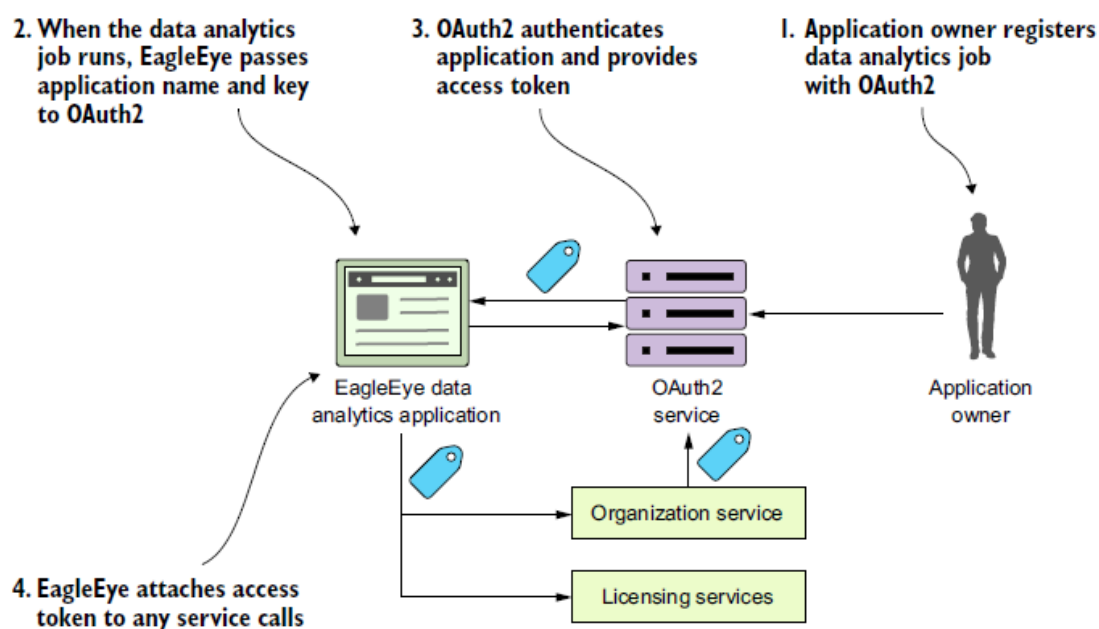 2. When the data analytics
job runs, EagleEye passes
application name and key
to OAuth2
3. OAuth2 authenticates
application and provides
access token
1. Application owner registers
data analytics job
with OAuth2
EagleEye data
analytics application
OAuth2
service
Application
owner
Organization service
Licensing services
4. EagleEye attaches access
token to any service calls